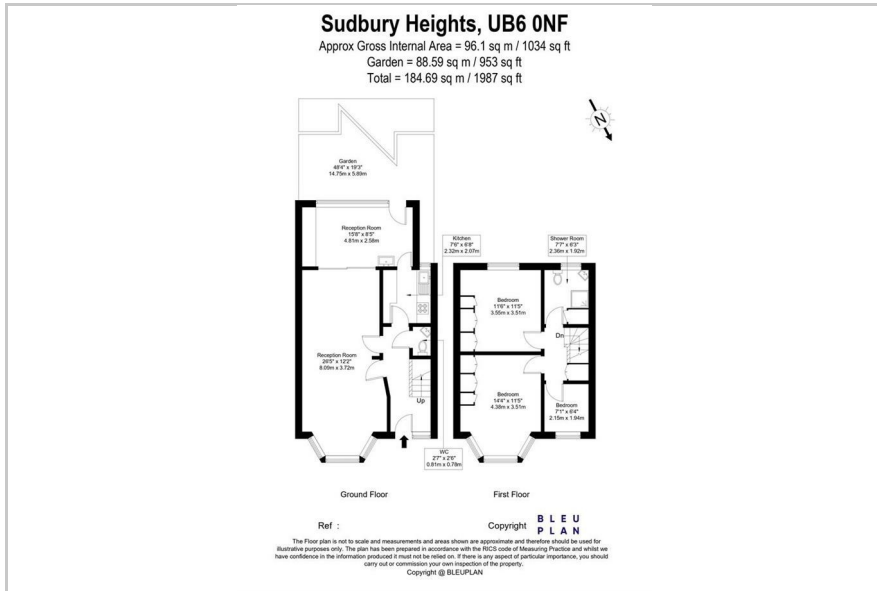 Sudbury Heights, UB6 0NF
Approx Gross Internal Area = 96.1 sq m / 1034 sq ft
Garden = 88.59 sq m / 953 sq ft
Total = 184.69 sq m / 1987 sq ft
N
Garden
48'4" x 19'3"
14.75m x 5.89m
Reception Room
15'8" x 8'5"
4.81m x 2.58m
Kitchen
7'6" x 6'8"
2.32m x 2.07m
Shower Room
7'7" x 6'3"
2.36m x 1.92m
Reception Room
26'5" x 12'2"
8.09m x 3.72m
Up
Bedroom
11'6" x 11'5"
3.55m x 3.51m
Dn
Bedroom
14'4" x 11'5"
4.38m x 3.51m
Bedroom
7'1" x 6'4"
2.15m x 1.94m
WC
2'7" x 2'6"
0.81m x 0.78m
Ground Floor
First Floor
Ref :
Copyright
BLEU
PLAN
The Floor plan is not to scale and measurements and areas shown are approximate and therefore should be used for
illustrative purposes only. The plan has been prepared in accordance with the RICS code of Measuring Practice and whilst we
have confidence in the information produced it must not be relied on. If there is any aspect of particular importance, you should
carry out or commission your own inspection of the property.
Copyright @ BLEUPLAN